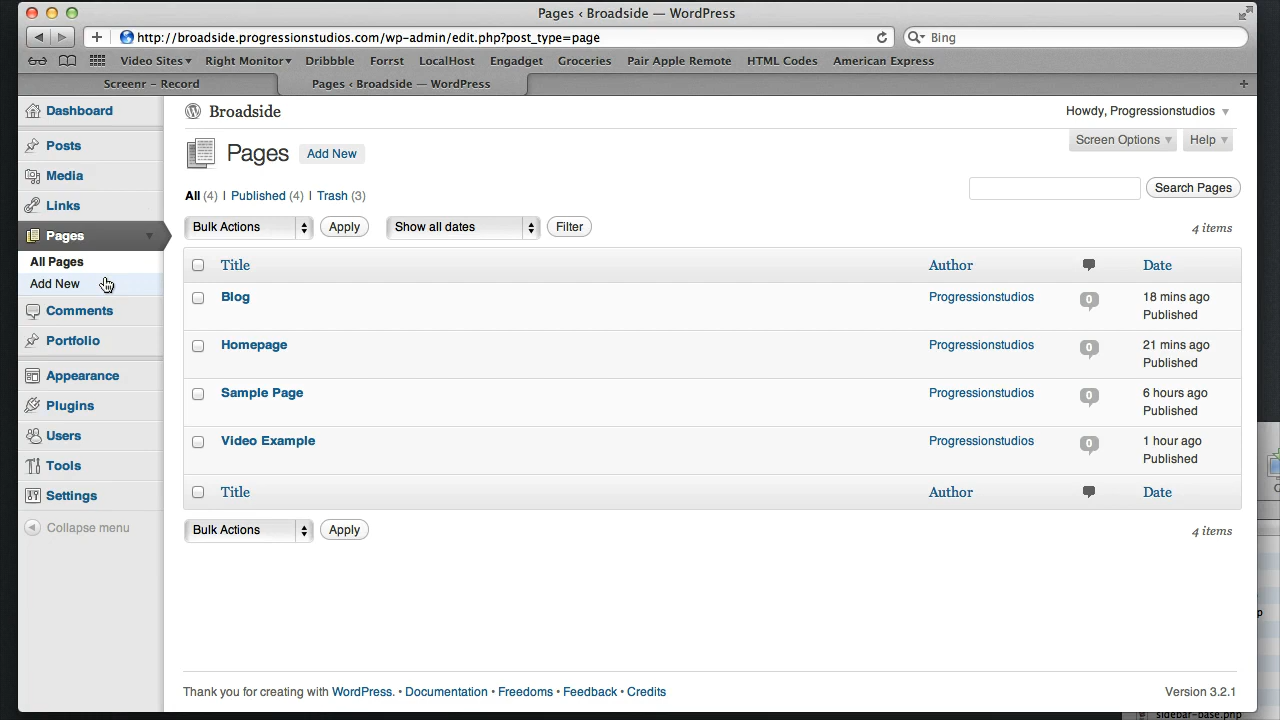 Pages ‹ Broadside — WordPress
http://broadside.progressionstudios.com/wp-admin/edit.php?post_type=page
Bing
Video Sites▾ Right Monitor▾ Dribbble Forrst LocalHost Engadget Groceries Pair Apple Remote HTML Codes American Express
Screenr – Record
Pages ‹ Broadside — WordPress
Dashboard
Posts
Media
Links
Pages
All Pages
Add New
Comments
Portfolio
Appearance
Plugins
Users
Tools
Settings
Collapse menu
Broadside
Howdy, Progressionstudios
Screen Options Help
Pages Add New
All (4) | Published (4) | Trash (3)
Search Pages
Bulk Actions Apply Show all dates Filter
4 items
Title Author Date
Blog Progressionstudios 0 18 mins ago
Published
Homepage Progressionstudios 0 21 mins ago
Published
Sample Page Progressionstudios 0 6 hours ago
Published
Video Example Progressionstudios 0 1 hour ago
Published
Title Author Date
Bulk Actions Apply
4 items
Thank you for creating with WordPress. • Documentation • Freedoms • Feedback • Credits
Version 3.2.1
sidebar-base.php